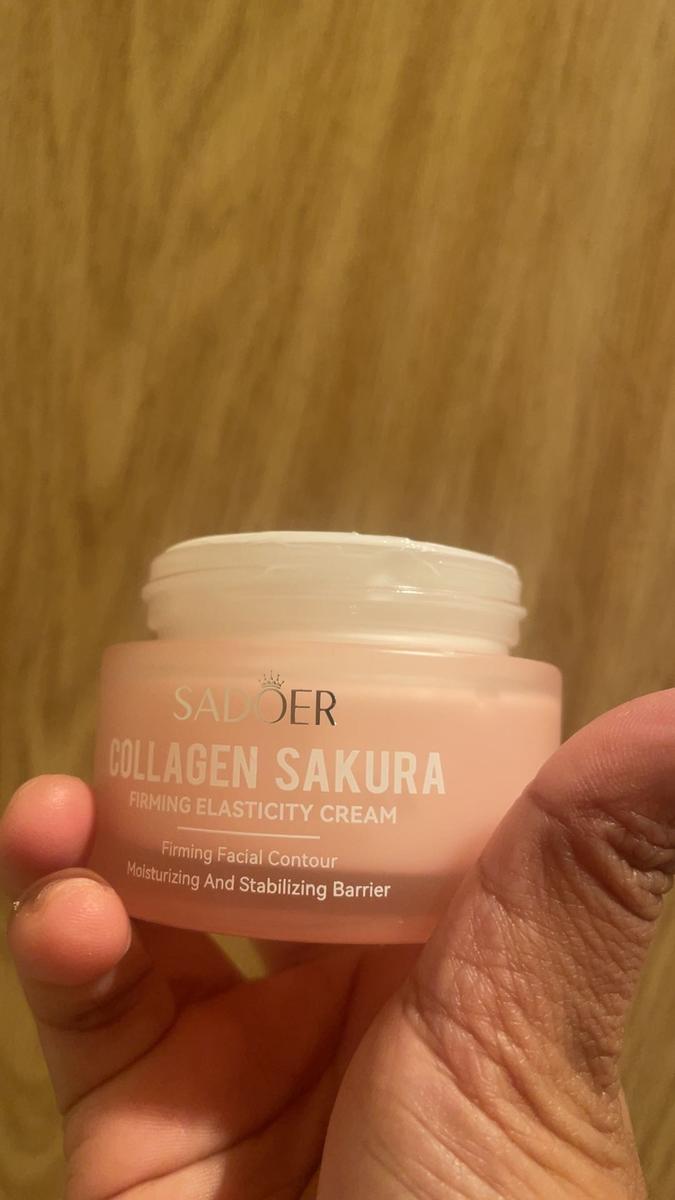 SADOER
COLLAGEN SAKURA
FIRMING ELASTICITY CREAM
Firming Facial Contour
Moisturizing And Stabilizing Barrier